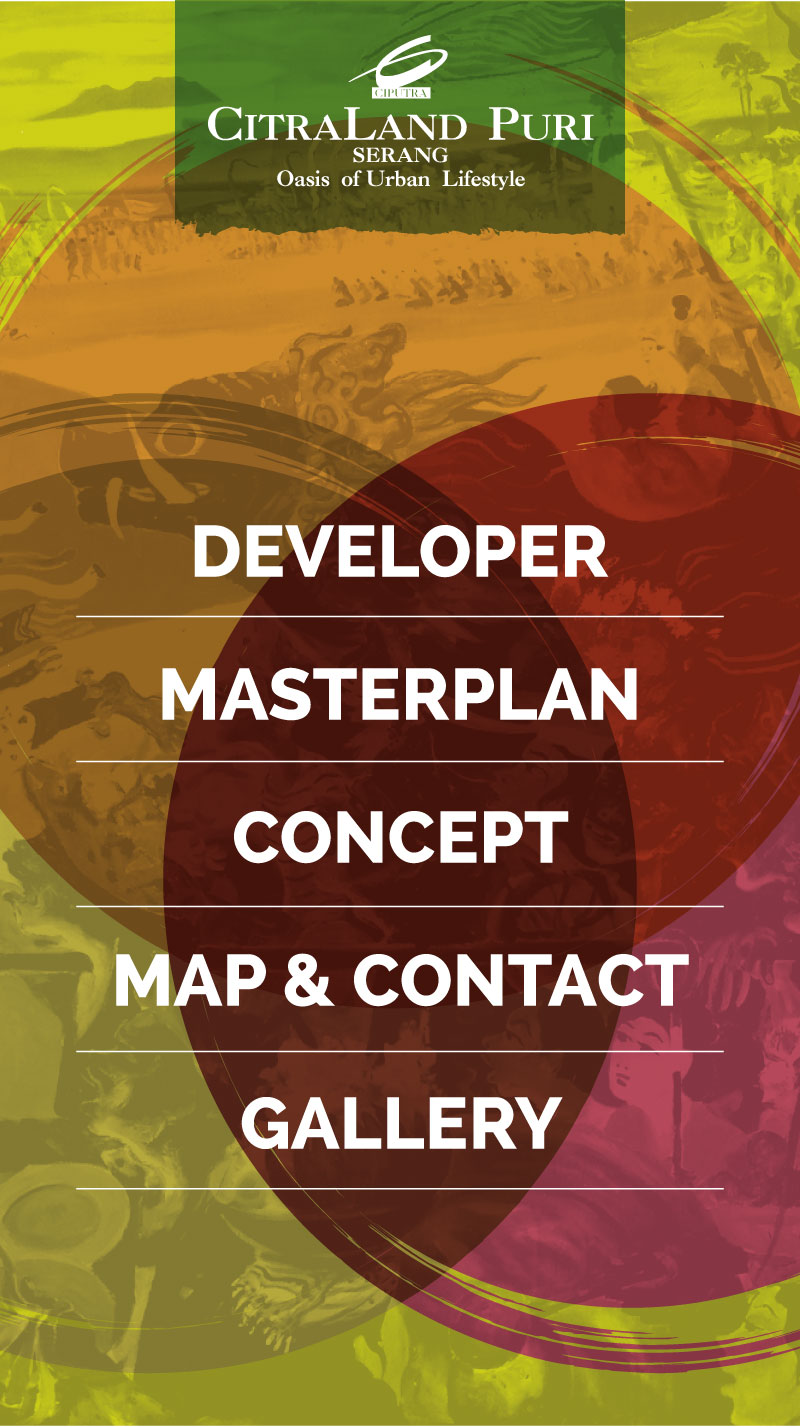 CIPUTRA
CITRALAND PURI
SERANG
Oasis of Urban Lifestyle
DEVELOPER
MASTERPLAN
CONCEPT
MAP & CONTACT
GALLERY